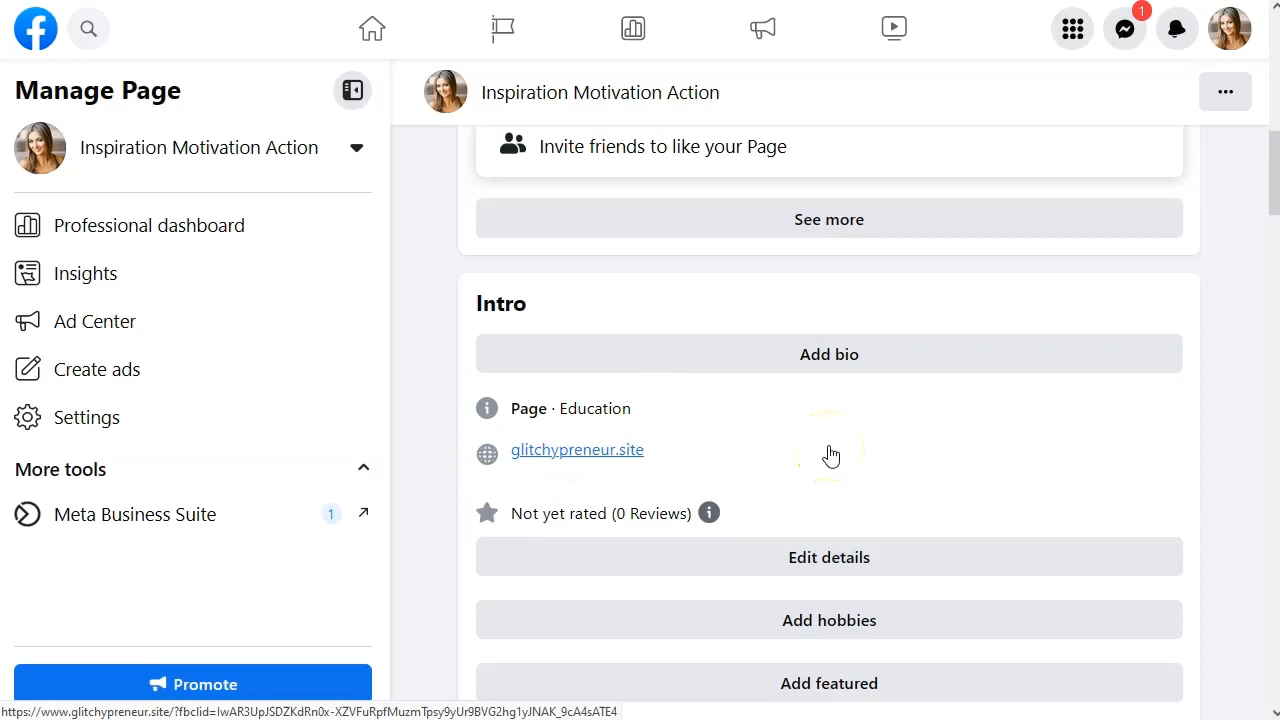 1
Manage Page
Inspiration Motivation Action
Inspiration Motivation Action
Invite friends to like your Page
Professional dashboard
See more
Insights
Intro
Ad Center
Add bio
Create ads
Page · Education
Settings
glitchypreneur.site
More tools
Meta Business Suite 1
Not yet rated (0 Reviews)
Edit details
Add hobbies
Promote
Add featured
https://www.glitchypreneur.site/?fbclid=IwAR3UpJSDZKdRn0x-XZVFuRpfMuzmTpsy9yUr9BVG2hg1yJNAK_9cA4sATE4